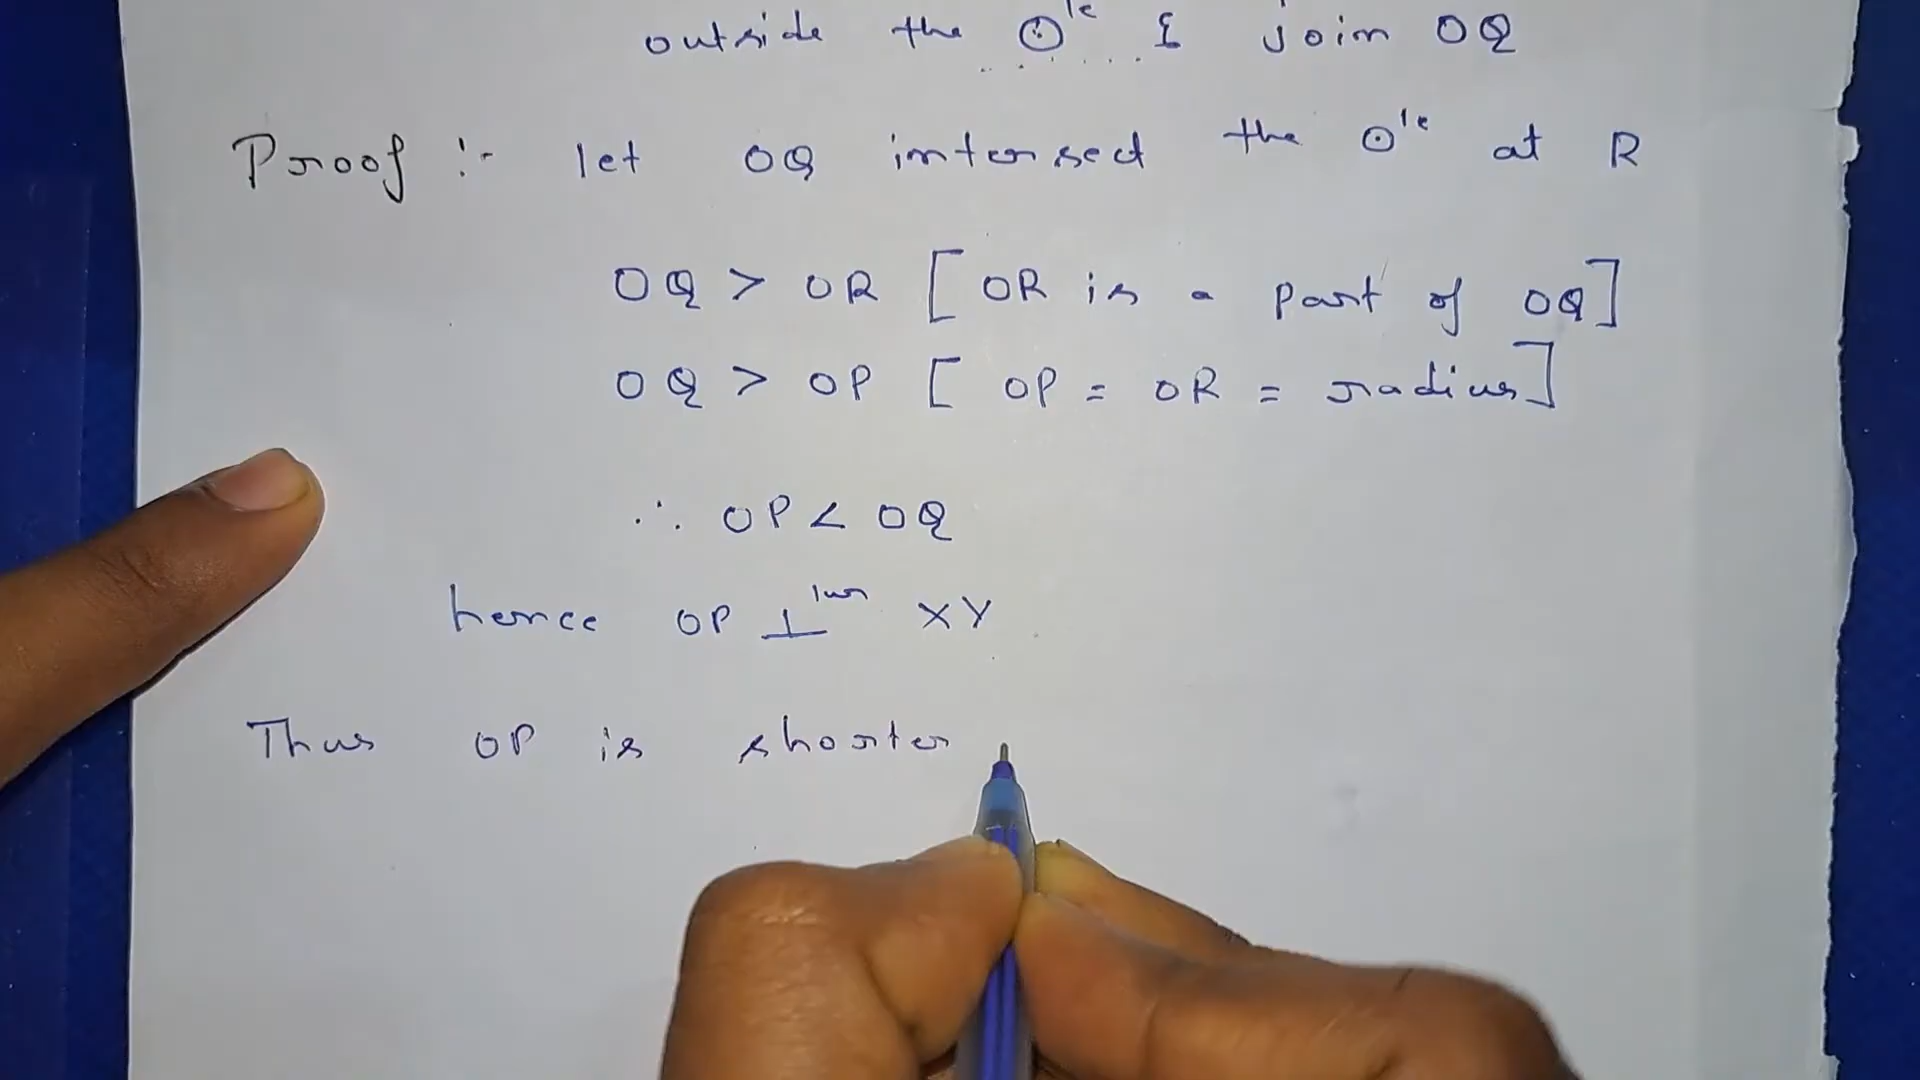 outside the ⊙le & join OQ
Proof :- let OQ intersect the ⊙le at R
OQ > OR [OR is a part of OQ]
OQ > OP [ OP = OR = radius]
∴ OP < OQ
hence OP ⊥lar XY
Thus OP is shorter